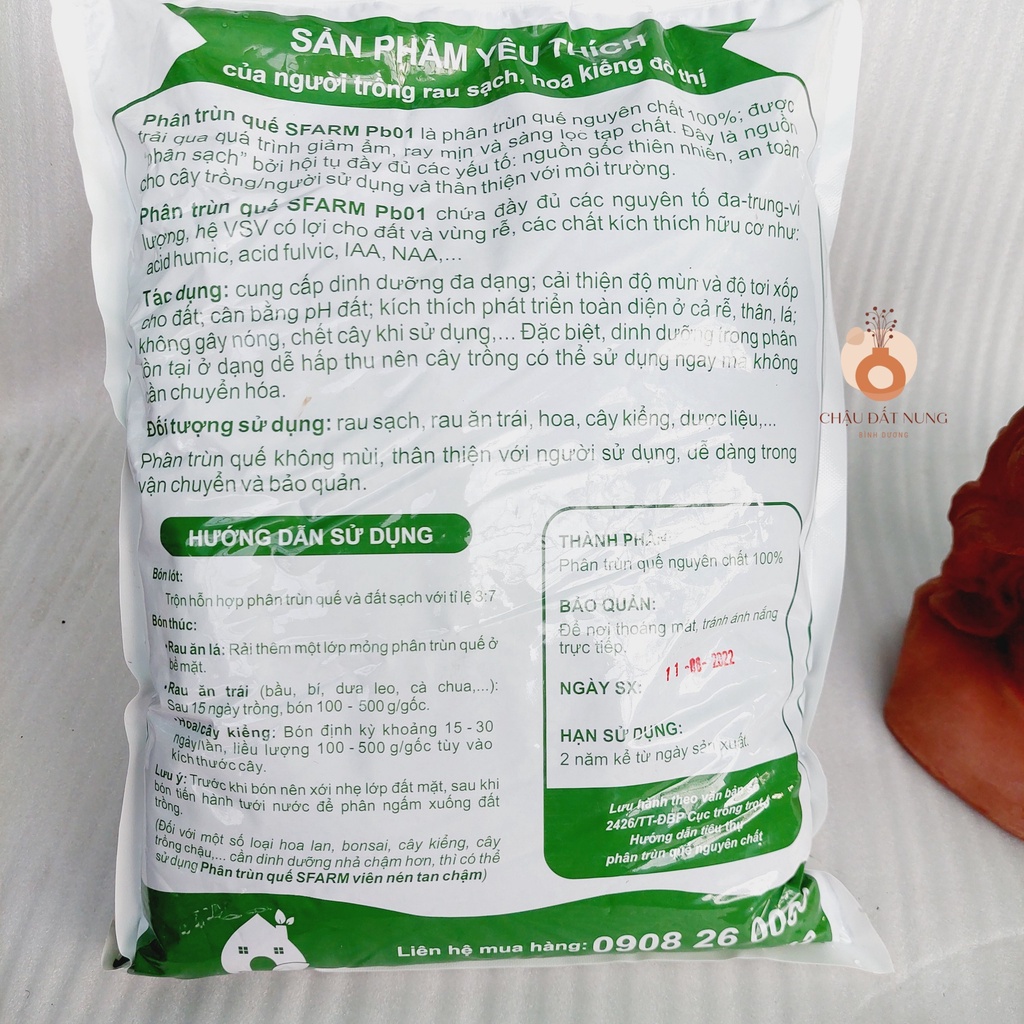 SẢN PHẨM YÊU THÍCH
của người trồng rau sạch, hoa kiểng đô thị
Phân trùn quế SFARM Pb01 là phân trùn quế nguyên chất 100%; được
trải qua quá trình giảm ẩm, ray mịn và sàng lọc tạp chất. Đây là nguồn
"phân sạch" bởi hội tụ đầy đủ các yếu tố: nguồn gốc thiên nhiên, an toàn
cho cây trồng/người sử dụng và thân thiện với môi trường.
Phân trùn quế SFARM Pb01 chứa đầy đủ các nguyên tố đa-trung-vi
lượng, hệ VSV có lợi cho đất và vùng rễ, các chất kích thích hữu cơ như:
acid humic, acid fulvic, IAA, NAA,...
Tác dụng: cung cấp dinh dưỡng đa dạng; cải thiện độ mùn và độ tơi xốp
cho đất; cân bằng pH đất; kích thích phát triển toàn diện ở cả rễ, thân, lá;
không gây nóng, chết cây khi sử dụng,... Đặc biệt, dinh dưỡng trong phân
tồn tại ở dạng dễ hấp thu nên cây trồng có thể sử dụng ngay mà không
cần chuyển hóa.
Đối tượng sử dụng: rau sạch, rau ăn trái, hoa, cây kiểng, dược liệu,...
Phân trùn quế không mùi, thân thiện với người sử dụng, dễ dàng trong
vận chuyển và bảo quản.
HƯỚNG DẪN SỬ DỤNG
Bón lót:
Trộn hỗn hợp phân trùn quế và đất sạch với tỉ lệ 3:7
Bón thúc:
•Rau ăn lá: Rải thêm một lớp mỏng phân trùn quế ở
bề mặt.
•Rau ăn trái (bầu, bí, dưa leo, cà chua,...):
Sau 15 ngày trồng, bón 100 - 500 g/gốc.
•Hoa/cây kiểng: Bón định kỳ khoảng 15 - 30
ngày/lần, liều lượng 100 - 500 g/gốc tùy vào
kích thước cây.
Lưu ý: Trước khi bón nên xới nhẹ lớp đất mặt, sau khi
bón tiến hành tưới nước để phân ngấm xuống đất
trồng.
(Đối với một số loại hoa lan, bonsai, cây kiểng, cây
trồng chậu,... cần dinh dưỡng nhả chậm hơn, thì có thể
sử dụng Phân trùn quế SFARM viên nén tan chậm)
THÀNH PHẦN:
Phân trùn quế nguyên chất 100%
BẢO QUẢN:
Để nơi thoáng mát, tránh ánh nắng
trực tiếp.
NGÀY SX: 11-08-2022
HẠN SỬ DỤNG:
2 năm kể từ ngày sản xuất.
Lưu hành theo văn bản số
2426/TT-ĐBP Cục trồng trọt
Hướng dẫn tiêu thụ
phân trùn quế nguyên chất
Liên hệ mua hàng: 0908 26
CHẬU ĐẤT NUNG
BÌNH DƯƠNG